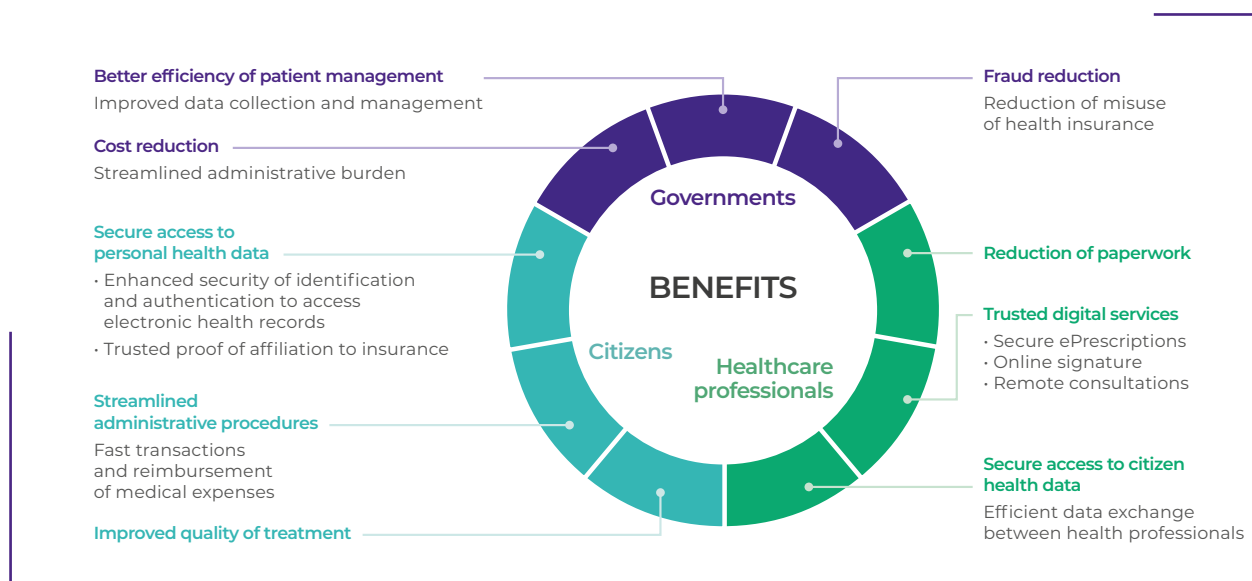 Better efficiency of patient management
Improved data collection and management
Cost reduction
Streamlined administrative burden
Secure access to
personal health data
· Enhanced security of identification
and authentication to access
electronic health records
· Trusted proof of affiliation to insurance
Streamlined
administrative procedures
Fast transactions
and reimbursement
of medical expenses
Improved quality of treatment
Governments
BENEFITS
Citizens
Healthcare
professionals
Fraud reduction
Reduction of misuse
of health insurance
Reduction of paperwork
Trusted digital services
· Secure ePrescriptions
· Online signature
· Remote consultations
Secure access to citizen
health data
Efficient data exchange
between health professionals